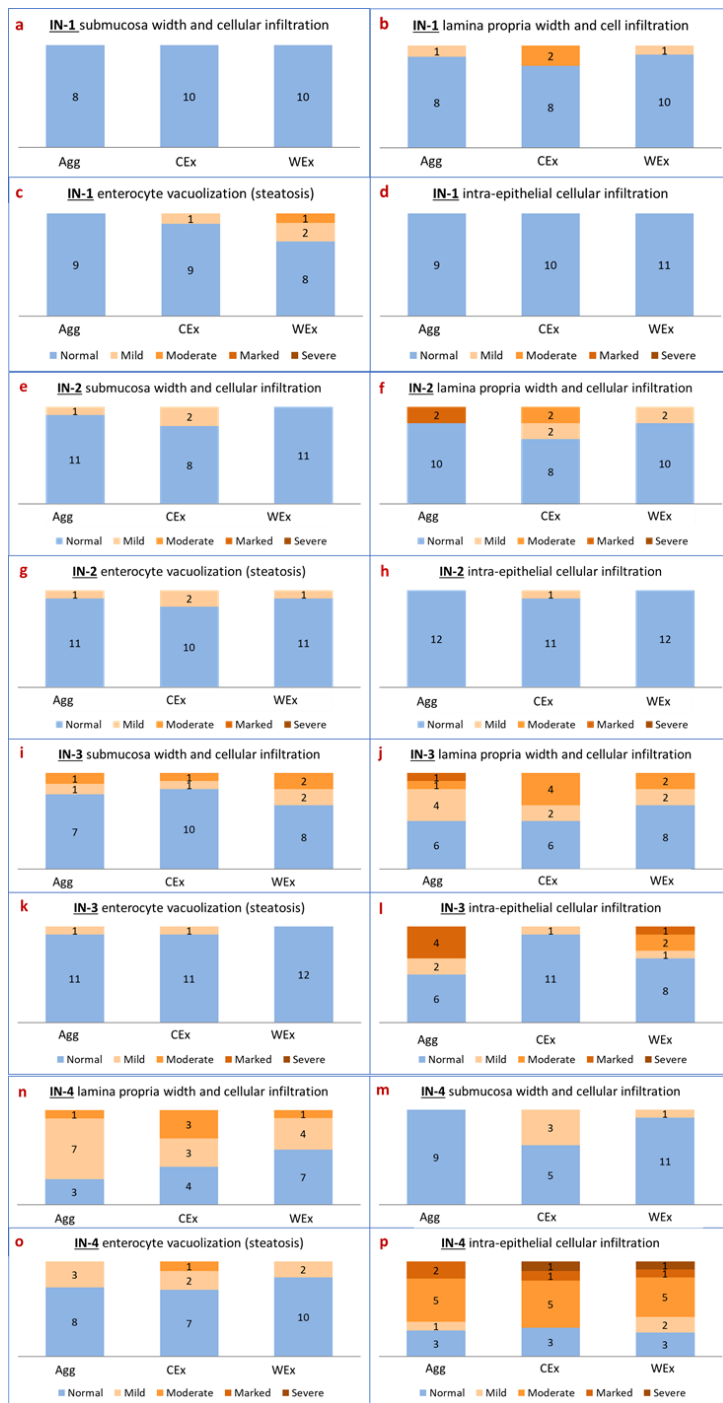 a IN-1 submucosa width and cellular infiltration
8 10 10
Agg CEx WEx
b IN-1 lamina propria width and cell infiltration
1 2 1
8 8 10
Agg CEx WEx
c IN-1 enterocyte vacuolization (steatosis)
1 1
2
9 9 8
Agg CEx WEx
Normal Mild Moderate Marked Severe
d IN-1 intra-epithelial cellular infiltration
9 10 11
Agg CEx WEx
Normal Mild Moderate Marked Severe
e IN-2 submucosa width and cellular infiltration
1 2
11 8 11
Agg CEx WEx
Normal Mild Moderate Marked Severe
f IN-2 lamina propria width and cellular infiltration
2 2 2
2
10 8 10
Agg CEx WEx
Normal Mild Moderate Marked Severe
g IN-2 enterocyte vacuolization (steatosis)
1 2 1
11 10 11
Agg CEx WEx
Normal Mild Moderate Marked Severe
h IN-2 intra-epithelial cellular infiltration
1
12 11 12
Agg CEx WEx
Normal Mild Moderate Marked Severe
i IN-3 submucosa width and cellular infiltration
1 1 2
1 1 2
7 10 8
Agg CEx WEx
Normal Mild Moderate Marked Severe
j IN-3 lamina propria width and cellular infiltration
1
1 4 2
4 2 2
6 6 8
Agg CEx WEx
Normal Mild Moderate Marked Severe
k IN-3 enterocyte vacuolization (steatosis)
1 1
11 11 12
Agg CEx WEx
Normal Mild Moderate Marked Severe
l IN-3 intra-epithelial cellular infiltration
4 1 1
2
2 1
6 11 8
Agg CEx WEx
Normal Mild Moderate Marked Severe
n IN-4 lamina propria width and cellular infiltration
1 3 1
7 3 4
3 4 7
Agg CEx WEx
m IN-4 submucosa width and cellular infiltration
3 1
9 5 11
Agg CEx WEx
o IN-4 enterocyte vacuolization (steatosis)
3 1 2
2
8 7 10
Agg CEx WEx
Normal Mild Moderate Marked Severe
p IN-4 intra-epithelial cellular infiltration
2 1 1
1 1
5 5 5
1 2
3 3 3
Agg CEx WEx
Normal Mild Moderate Marked Severe